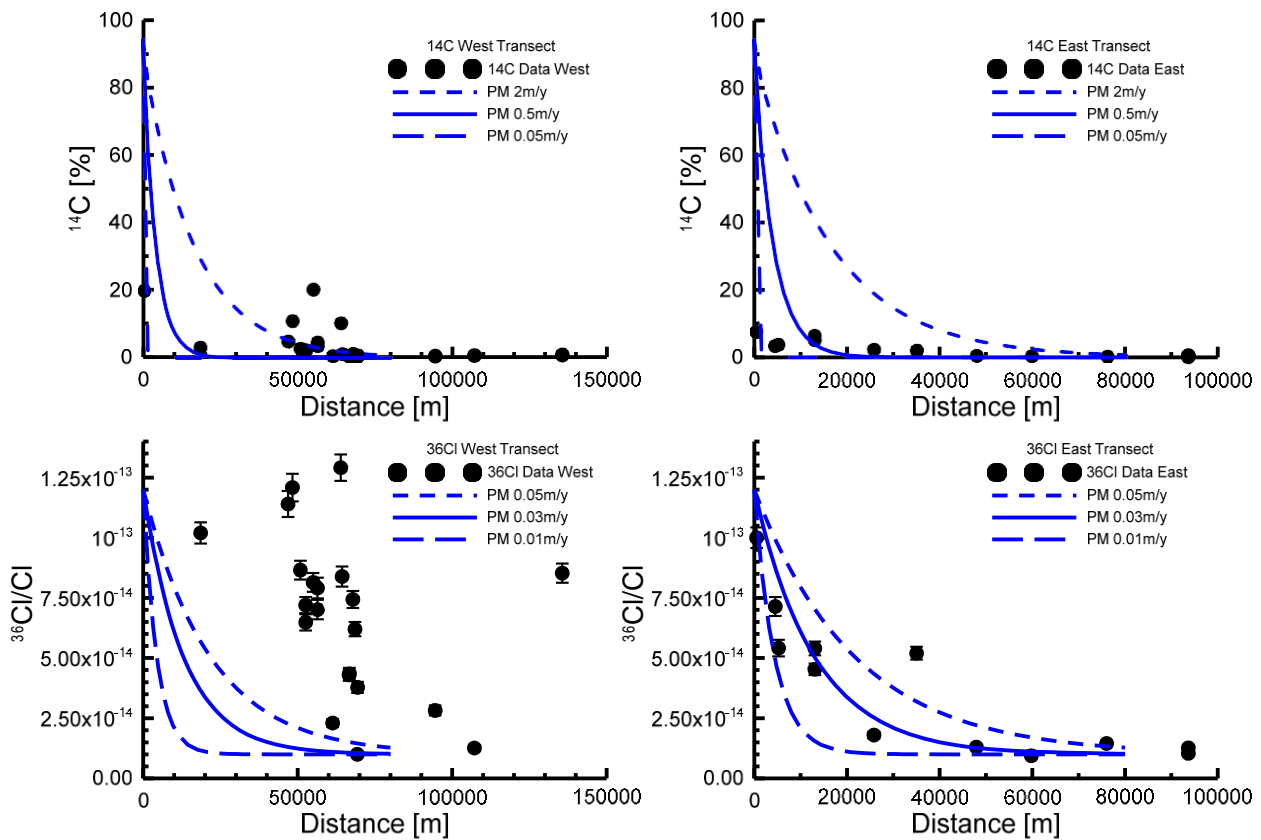 100
80
60
40
20
0
¹⁴C [%]
14C West Transect
14C Data West
PM 2m/y
PM 0.5m/y
PM 0.05m/y
0 50000 100000 150000
Distance [m]
100
80
60
40
20
0
¹⁴C [%]
14C East Transect
14C Data East
PM 2m/y
PM 0.5m/y
PM 0.05m/y
0 20000 40000 60000 80000 100000
Distance [m]
1.25x10⁻¹³
10⁻¹³
7.50x10⁻¹⁴
5.00x10⁻¹⁴
2.50x10⁻¹⁴
0.00
³⁶Cl/Cl
36Cl West Transect
36Cl Data West
PM 0.05m/y
PM 0.03m/y
PM 0.01m/y
0 50000 100000 150000
Distance [m]
1.25x10⁻¹³
10⁻¹³
7.50x10⁻¹⁴
5.00x10⁻¹⁴
2.50x10⁻¹⁴
0.00
³⁶Cl/Cl
36Cl East Transect
36Cl Data East
PM 0.05m/y
PM 0.03m/y
PM 0.01m/y
0 20000 40000 60000 80000 100000
Distance [m]